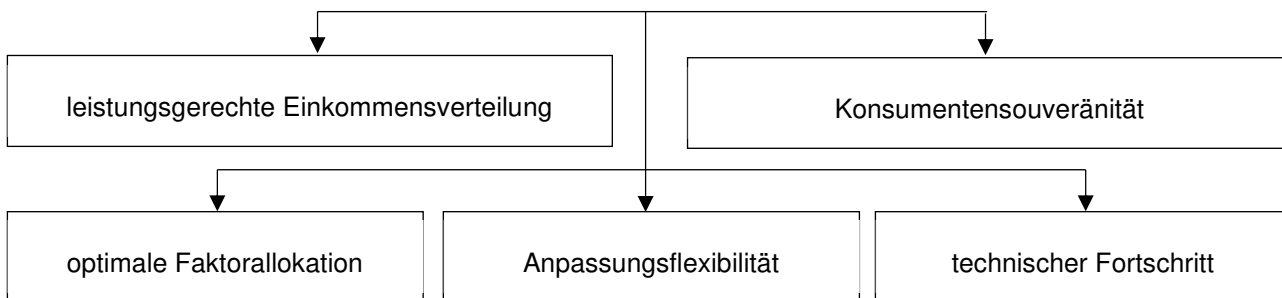 leistungsgerechte Einkommensverteilung
Konsumentensouveränität
optimale Faktorallokation
Anpassungsflexibilität
technischer Fortschritt